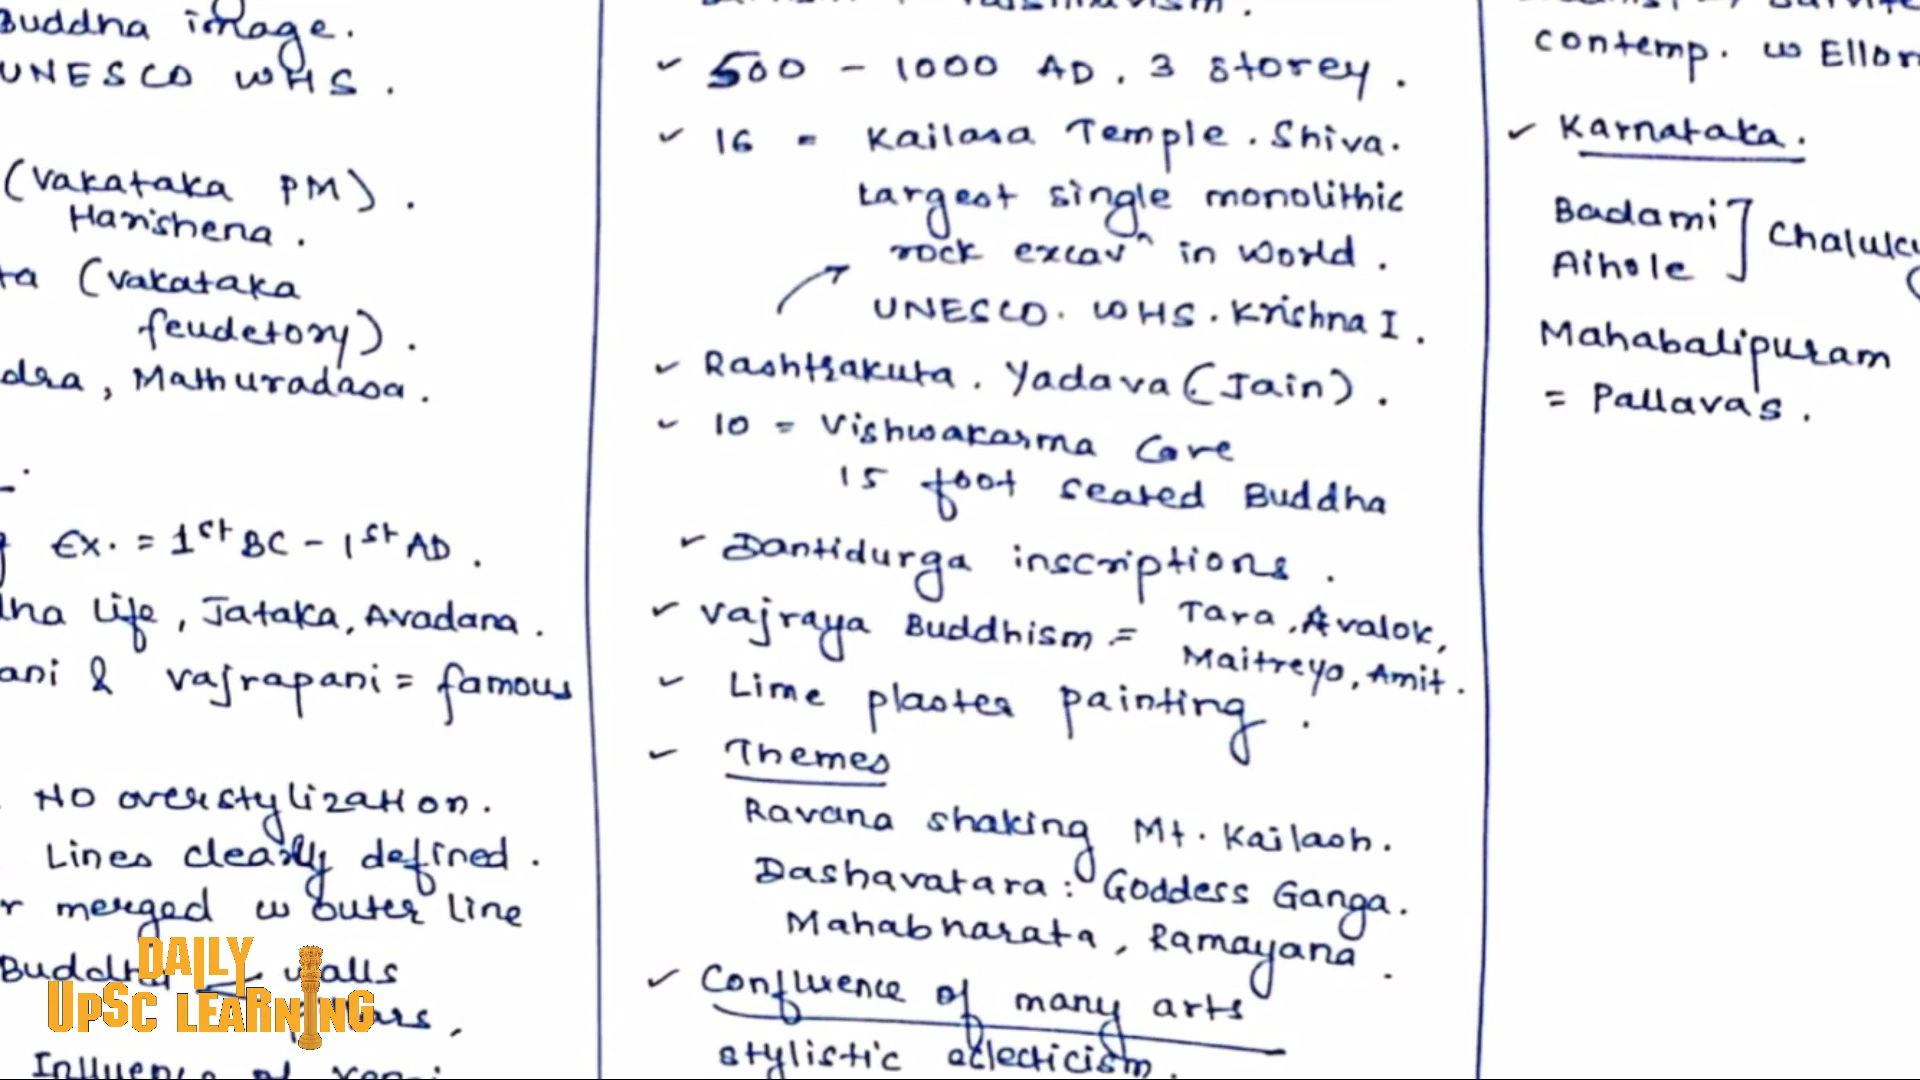 Buddha image.
UNESCO WHS.
(Vakataka PM).
Harishena.
(Vakataka
feudetory).
, Mathuradasa.
Ex. = 1st BC - 1st AD.
Life, Jataka, Avadana.
& Vajrapani = famous
No overstylization.
Lines clearly defined.
merged w outer line
Buddha walls
DAILY
UPSC LEARNING
Influence of
✓ 500 - 1000 AD. 3 storey.
✓ 16 = Kailasa Temple. Shiva.
Largest single monolithic
rock excavⁿ in world.
UNESCO. WHS. Krishna I.
✓ Rashtrakuta. Yadava (Jain).
✓ 10 = Vishwakarma Cave
15 foot seated Buddha
✓ Dantidurga inscriptions.
✓ Vajraya Buddhism = Tara, Avalok,
Maitreyo, Amit.
✓ Lime plaster painting.
✓ Themes
Ravana shaking Mt. Kailash.
Dashavatara: Goddess Ganga.
Mahabharata, Ramayana.
✓ Confluence of many arts
stylistic eclecticism.
contemp. w
✓ Karnataka.
Badami
Aihole
Mahabalipuram
= Pallavas.